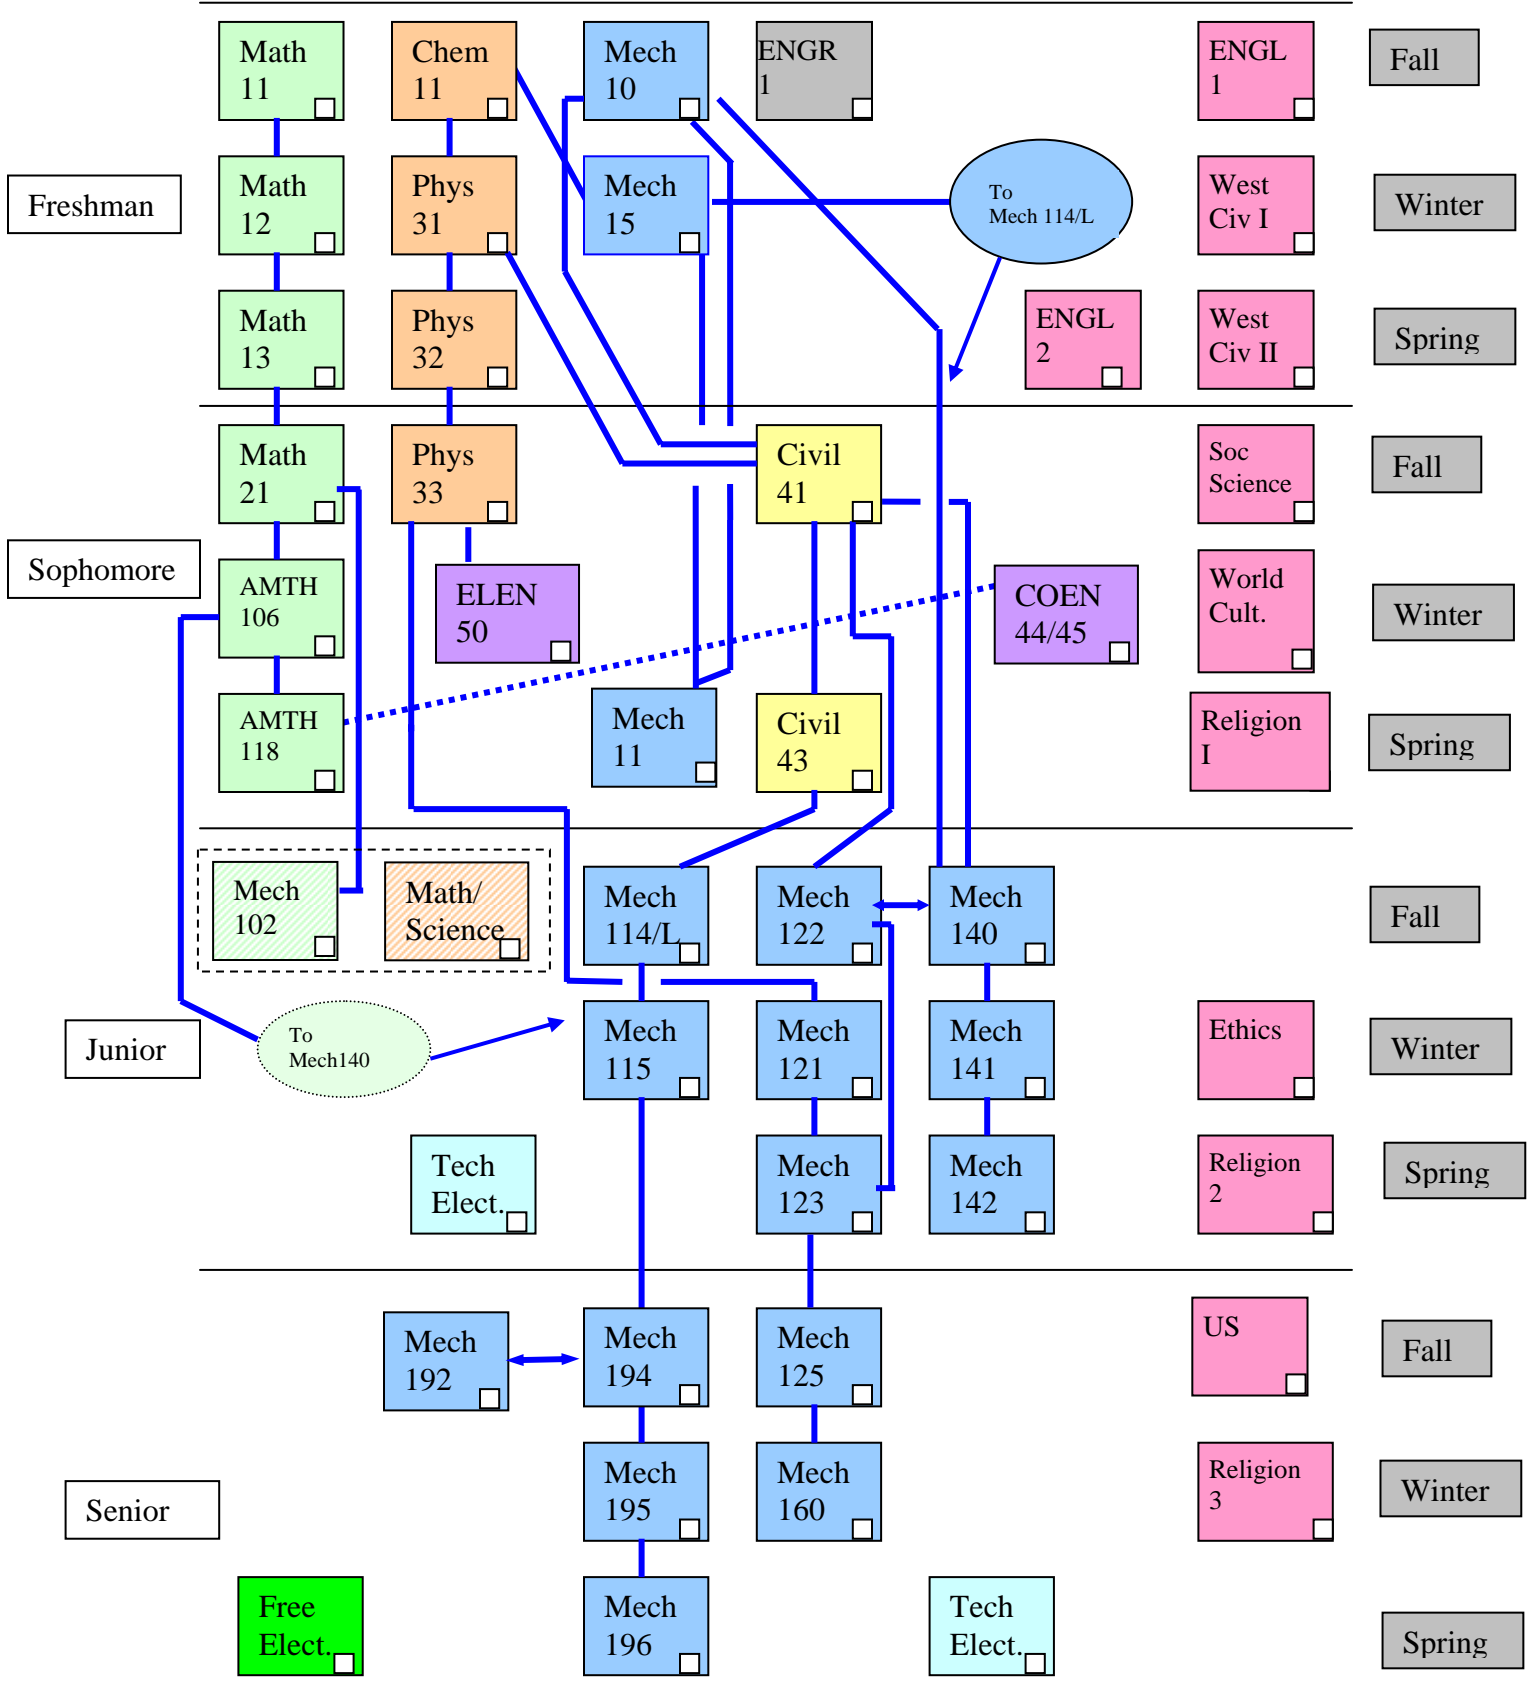 Math
11
Chem
11
Mech
10
ENGR
1
ENGL
1
Fall
Freshman
Math
12
Phys
31
Mech
15
To
Mech 114/L
West
Civ I
Winter
Math
13
Phys
32
ENGL
2
West
Civ II
Spring
Math
21
Phys
33
Civil
41
Soc
Science
Fall
Sophomore
AMTH
106
ELEN
50
COEN
44/45
World
Cult.
Winter
AMTH
118
Mech
11
Civil
43
Religion
I
Spring
Mech
102
Math/
Science
Mech
114/L
Mech
122
Mech
140
Fall
Junior
To
Mech140
Mech
115
Mech
121
Mech
141
Ethics
Winter
Tech
Elect.
Mech
123
Mech
142
Religion
2
Spring
Mech
192
Mech
194
Mech
125
US
Fall
Senior
Mech
195
Mech
160
Religion
3
Winter
Free
Elect.
Mech
196
Tech
Elect.
Spring